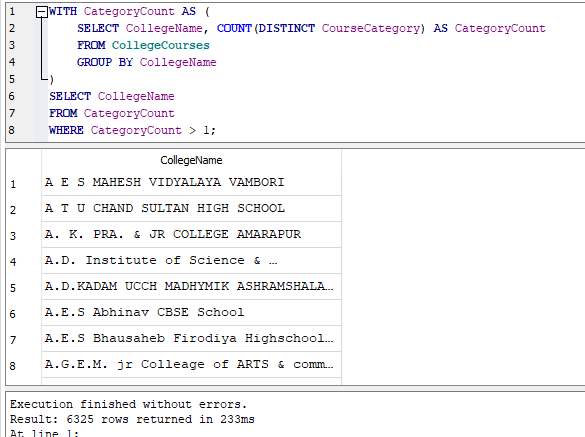 1 WITH CategoryCount AS (
2 SELECT CollegeName, COUNT(DISTINCT CourseCategory) AS CategoryCount
3 FROM CollegeCourses
4 GROUP BY CollegeName
5 )
6 SELECT CollegeName
7 FROM CategoryCount
8 WHERE CategoryCount > 1;
CollegeName
1 A E S MAHESH VIDYALAYA VAMBORI
2 A T U CHAND SULTAN HIGH SCHOOL
3 A. K. PRA. & JR COLLEGE AMARAPUR
4 A.D. Institute of Science & …
5 A.D.KADAM UCCH MADHYMIK ASHRAMSHALA…
6 A.E.S Abhinav CBSE School
7 A.E.S Bhausaheb Firodiya Highschool…
8 A.G.E.M. jr Colleage of ARTS & comm…
Execution finished without errors.
Result: 6325 rows returned in 233ms
At line 1: